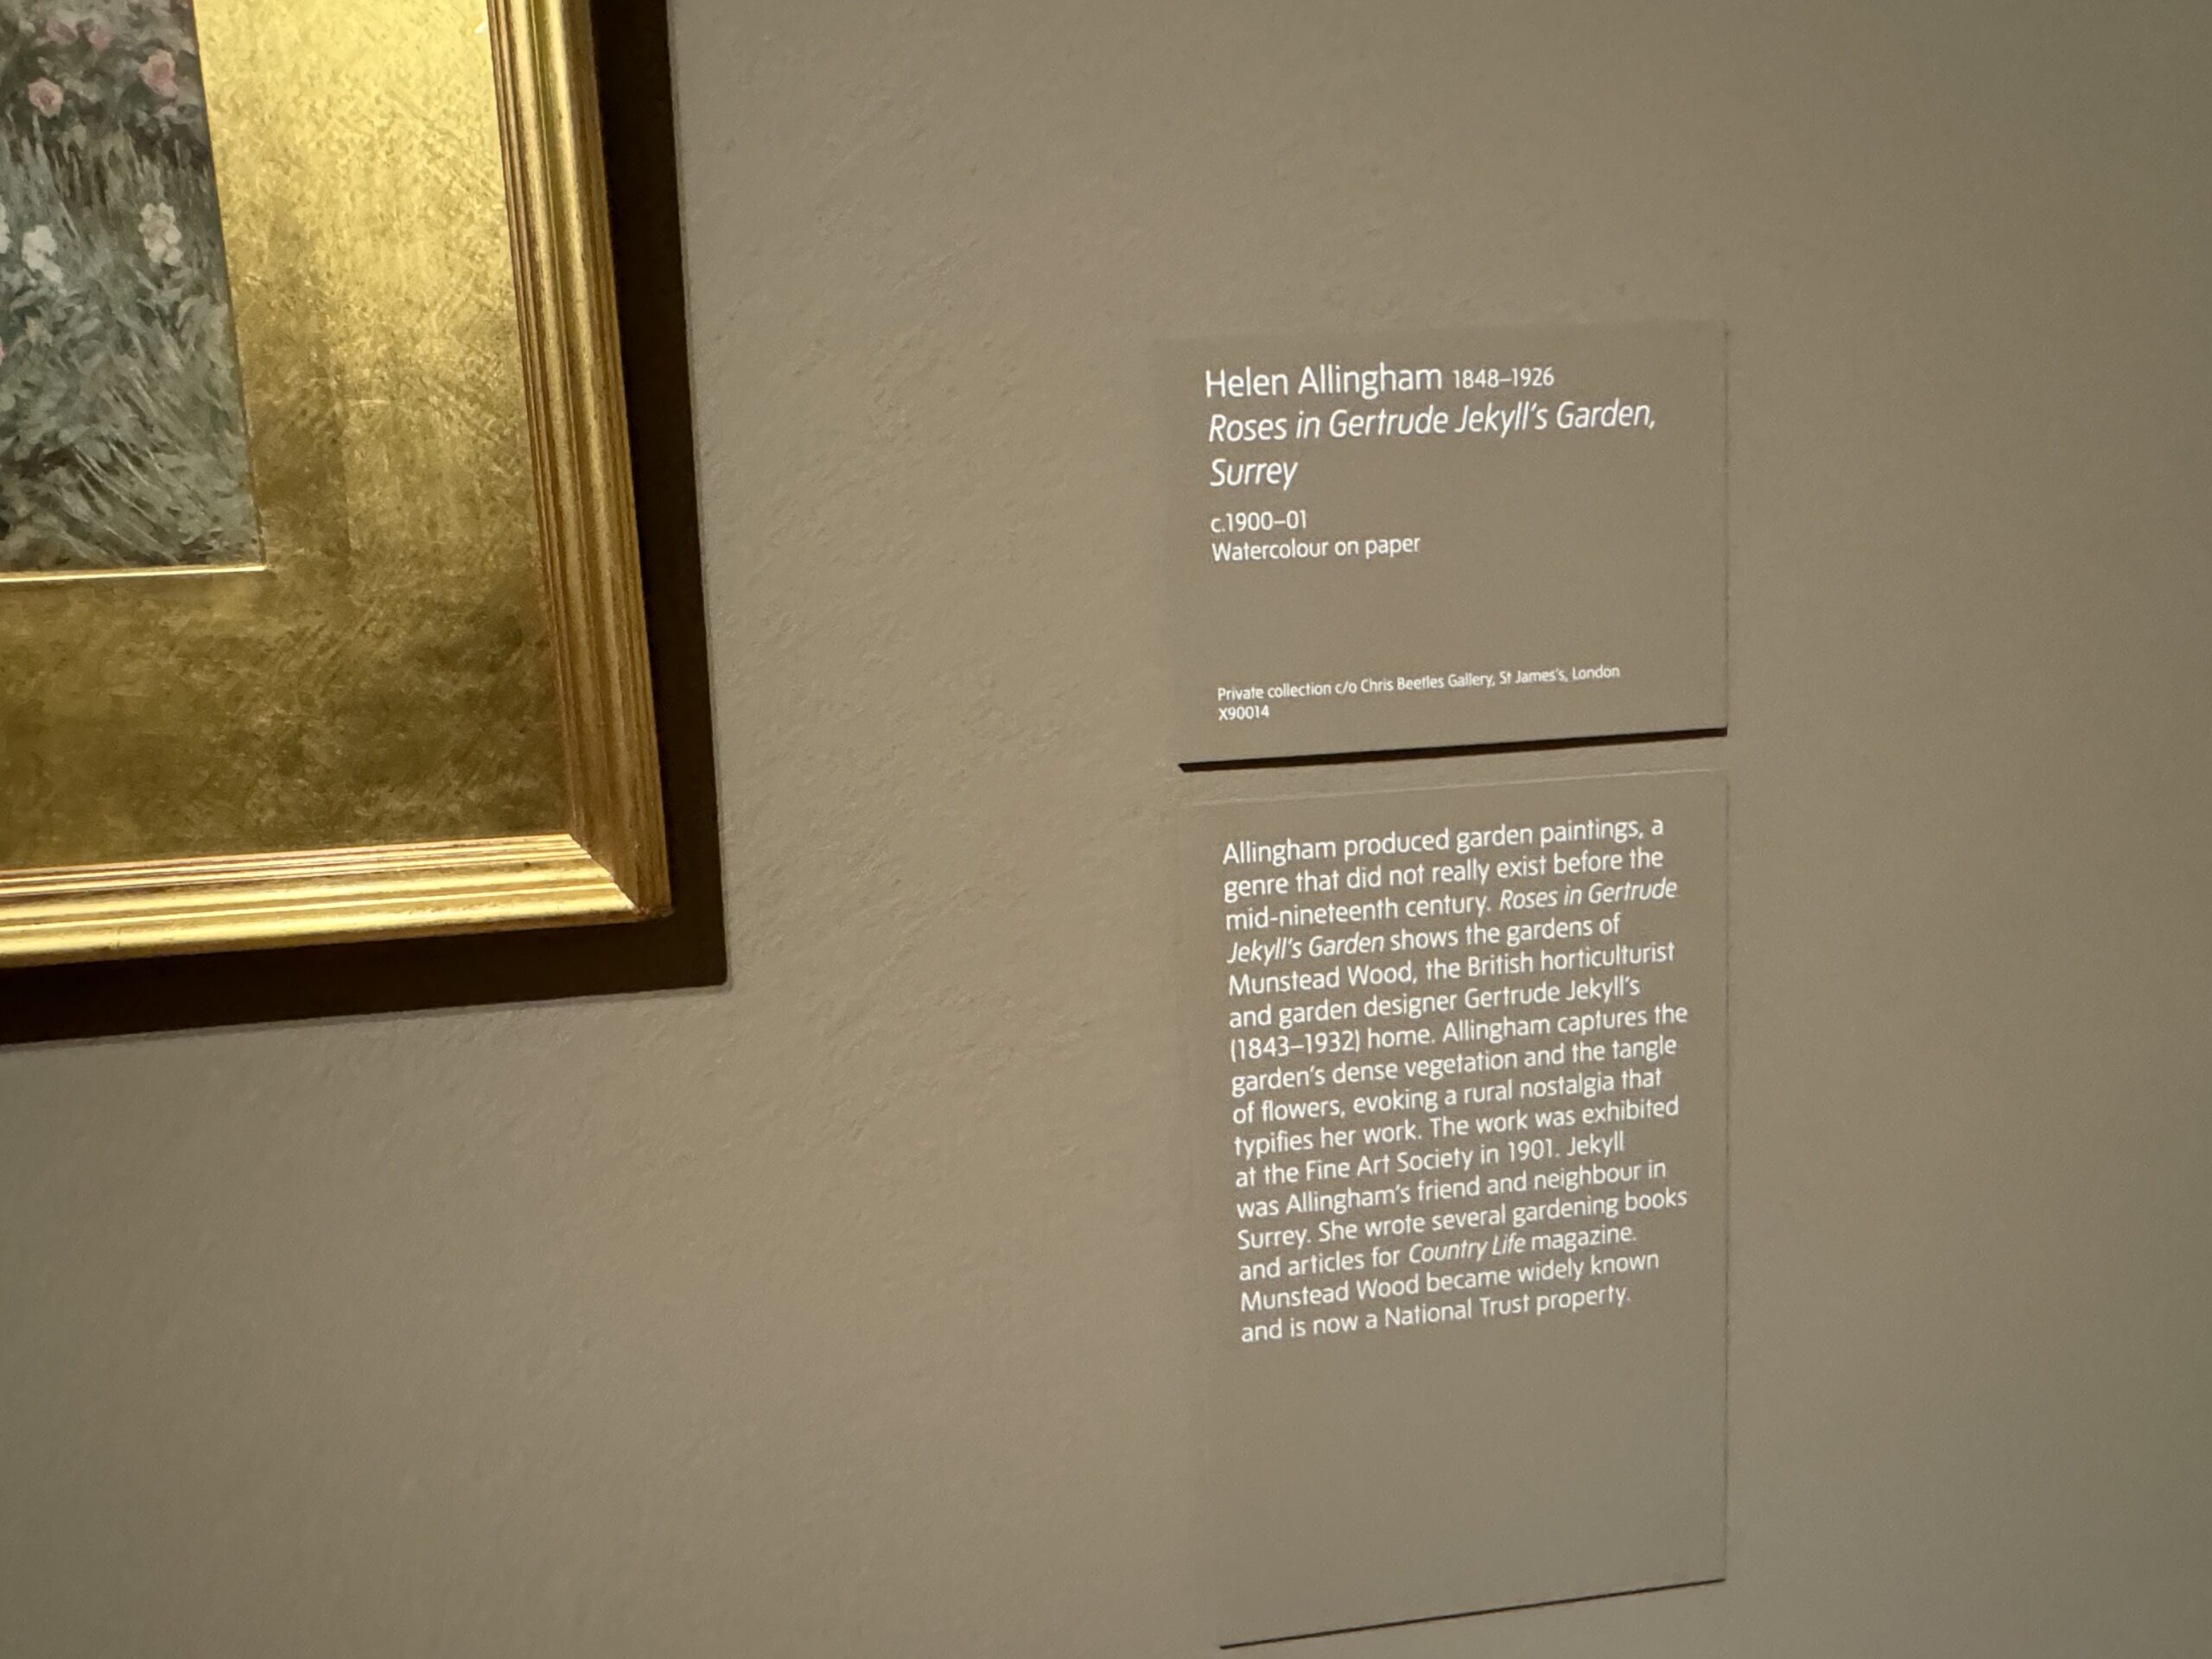 Helen Allingham 1848–1926
Roses in Gertrude Jekyll's Garden,
Surrey
c.1900–01
Watercolour on paper
Private collection c/o Chris Beetles Gallery, St James's, London
X90014
Allingham produced garden paintings, a
genre that did not really exist before the
mid-nineteenth century. Roses in Gertrude
Jekyll's Garden shows the gardens of
Munstead Wood, the British horticulturist
and garden designer Gertrude Jekyll's
(1843–1932) home. Allingham captures the
garden's dense vegetation and the tangle
of flowers, evoking a rural nostalgia that
typifies her work. The work was exhibited
at the Fine Art Society in 1901. Jekyll
was Allingham's friend and neighbour in
Surrey. She wrote several gardening books
and articles for Country Life magazine.
Munstead Wood became widely known
and is now a National Trust property.